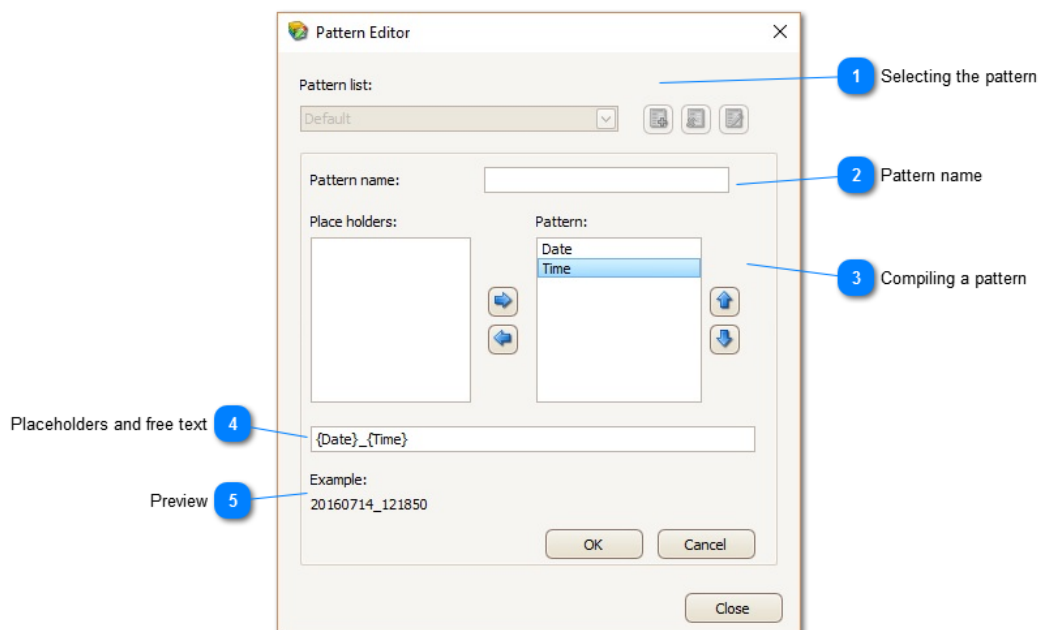 Pattern Editor
1 Selecting the pattern
Pattern list:
Default
2 Pattern name
Pattern name:
Place holders:
Pattern:
Date
Time
3 Compiling a pattern
Placeholders and free text 4
{Date}_{Time}
Example:
Preview 5
20160714_121850
OK
Cancel
Close